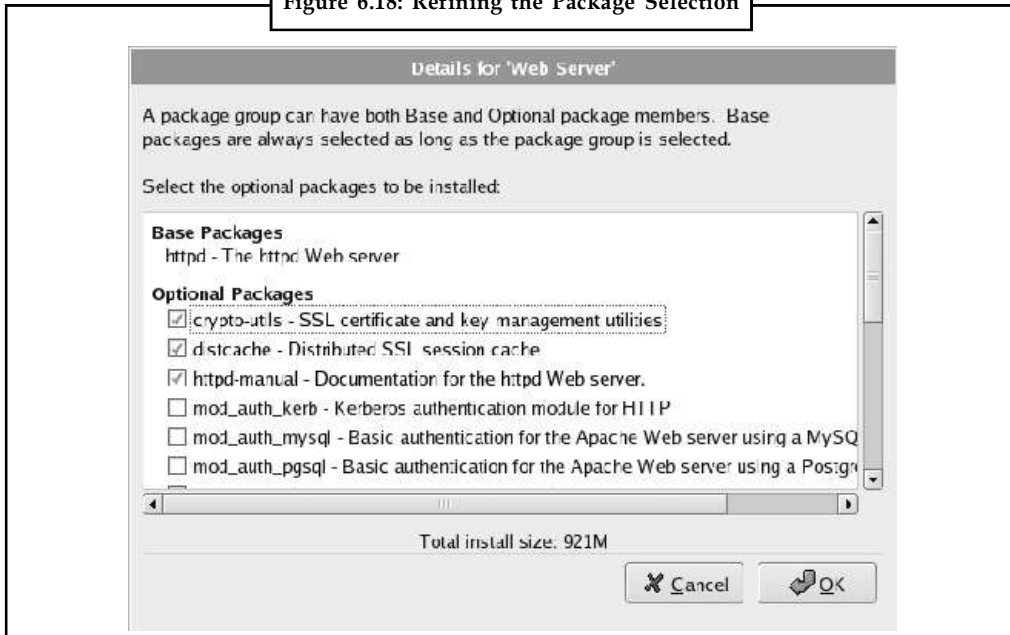 Figure 6.18: Refining the Package Selection
Details for 'Web Server'
A package group can have both Base and Optional package members. Base
packages are always selected as long as the package group is selected.
Select the optional packages to be installed:
Base Packages
httpd - The httpd Web server
Optional Packages
crypto-utils - SSL certificate and key management utilities
distcache - Distributed SSL session cache
httpd-manual - Documentation for the httpd Web server.
mod_auth_kerb - Kerberos authentication module for HTTP
mod_auth_mysql - Basic authentication for the Apache Web server using a MySQ
mod_auth_pgsql - Basic authentication for the Apache Web server using a Postgr
Total install size: 921M
Cancel
OK